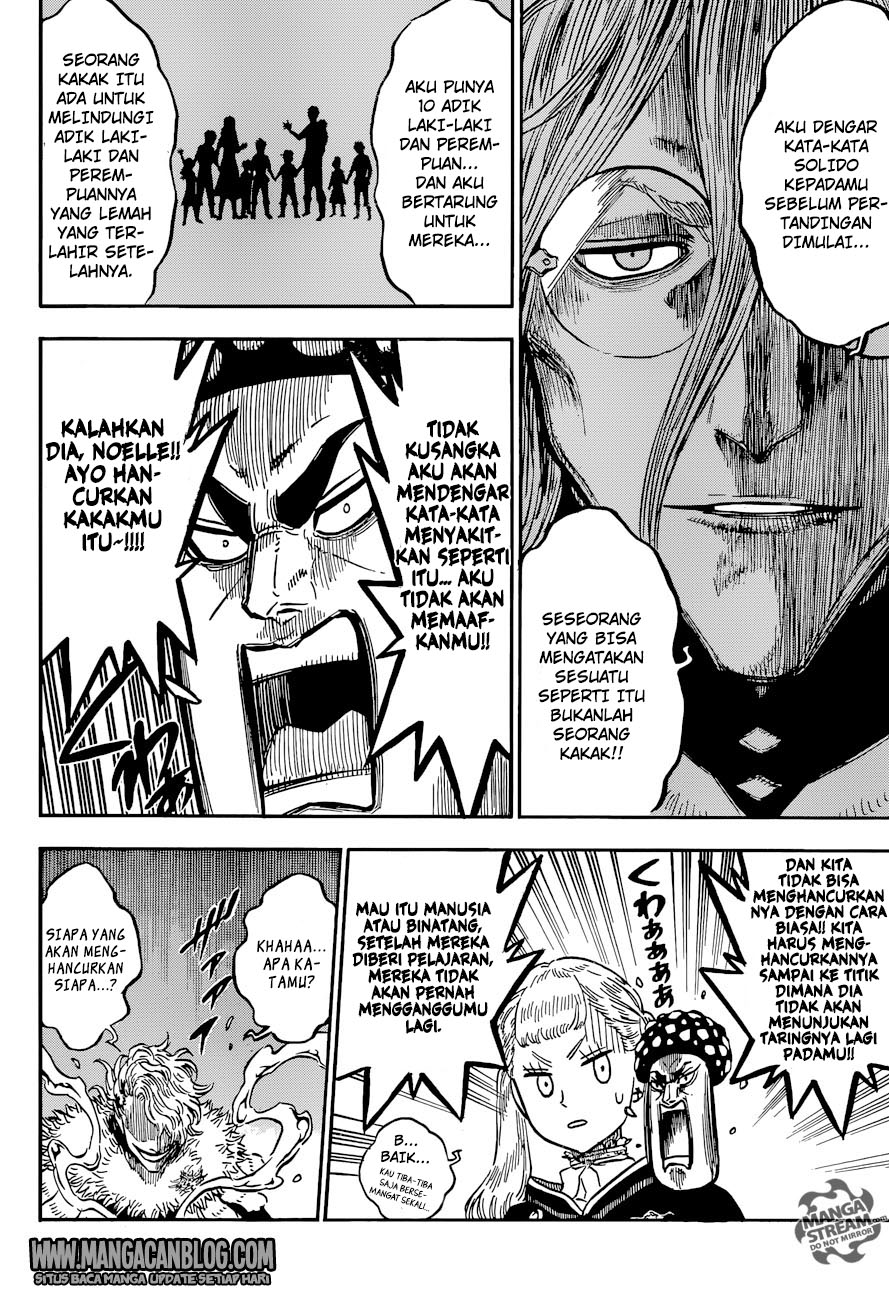 AKU DENGAR
KATA-KATA
SOLIDO
KEPADAMU
SEBELUM PER-
TANDINGAN
DIMULAI...
SESEORANG
YANG BISA
MENGATAKAN
SESUATU
SEPERTI ITU
BUKANLAH
SEORANG
KAKAK!!
AKU PUNYA
10 ADIK
LAKI-LAKI
DAN PEREM-
PUAN...
DAN AKU
BERTARUNG
UNTUK
MEREKA...
SEORANG
KAKAK ITU
ADA UNTUK
MELINDUNGI
ADIK LAKI-
LAKI DAN
PEREM-
PUANNYA
YANG LEMAH
YANG TER-
LAHIR SETE-
LAHNYA.
TIDAK
KUSANGKA
AKU AKAN
MENDENGAR
KATA-KATA
MENYAKIT-
KAN SEPERTI
ITU... AKU
TIDAK AKAN
MEMAAF-
KANMU!!
KALAHKAN
DIA, NOELLE!!
AYO HAN-
CURKAN
KAKAKMU
ITU~!!!!
DAN KITA
TIDAK BISA
MENGHANCURKAN
NYA DENGAN CARA
BIASA!! KITA
HARUS MENG-
HANCURKANNYA
SAMPAI KE TITIK
DIMANA DIA
TIDAK AKAN
MENUNJUKAN
TARINGNYA LAGI
PADAMU!!
くわぁぁぁぁ
MAU ITU MANUSIA
ATAU BINATANG,
SETELAH MEREKA
DIBERI PELAJARAN,
MEREKA TIDAK
AKAN PERNAH
MENGGANGGUMU
LAGI.
B...
BAIK...
KAU TIBA-TIBA
SAJA BERSE-
MANGAT SEKALI...
KHAHAA...
APA KA-
TAMU?
SIAPA YANG
AKAN MENG-
HANCURKAN
SIAPA...?
MANGA
STREAM
DO NOT MIRROR
WWW.MANGACANBLOG.COM
SITUS BACA MANGA UPDATE SETIAP HARI